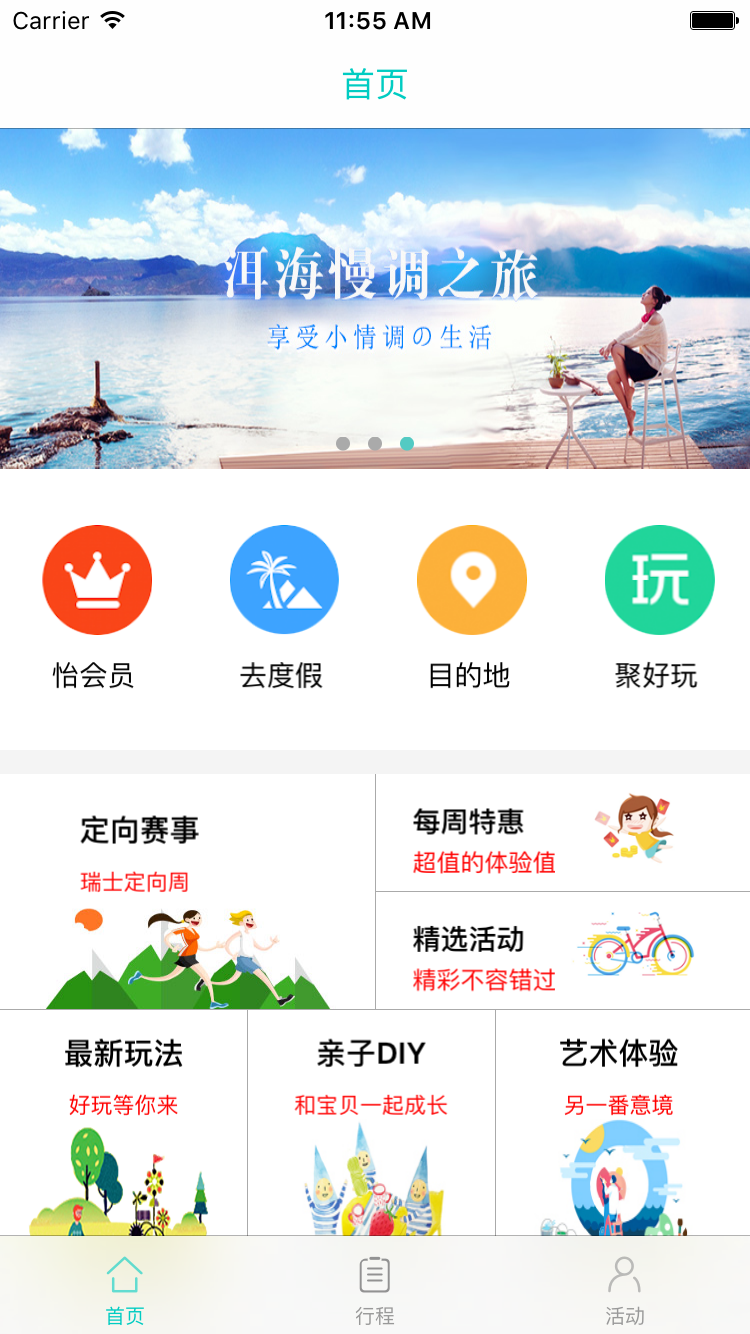 Carrier 11:55 AM
首页
洱海慢调之旅
享受小情调の生活
怡会员 去度假 目的地 聚好玩
玩
定向赛事
瑞士定向周
每周特惠
超值的体验值
精选活动
精彩不容错过
最新玩法
好玩等你来
亲子DIY
和宝贝一起成长
艺术体验
另一番意境
首页 行程 活动